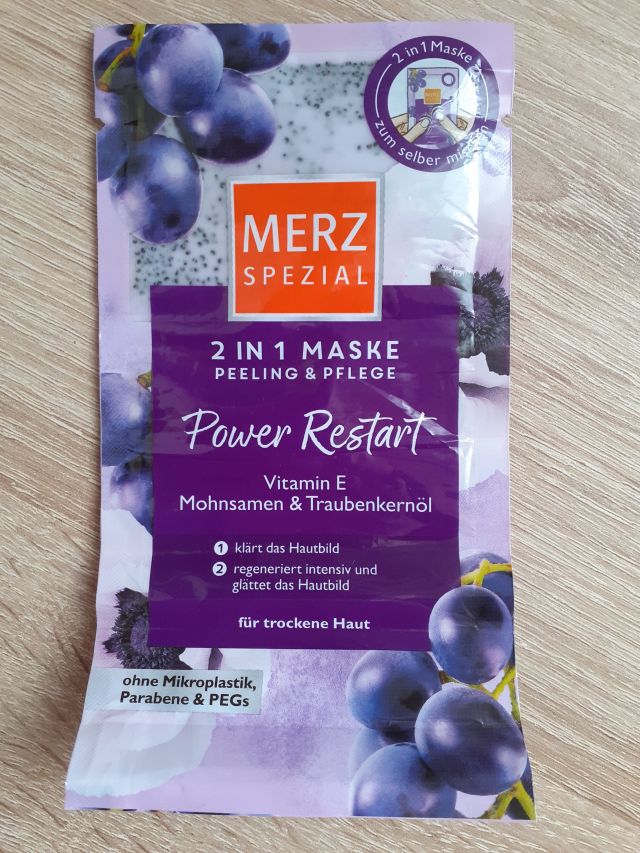 2 in 1 Maske
zum selber
MERZ
MERZ
SPEZIAL
2 IN 1 MASKE
PEELING & PFLEGE
Power Restart
Vitamin E
Mohnsamen & Traubenkernöl
1 klärt das Hautbild
2 regeneriert intensiv und
glättet das Hautbild
für trockene Haut
ohne Mikroplastik,
Parabene & PEGs